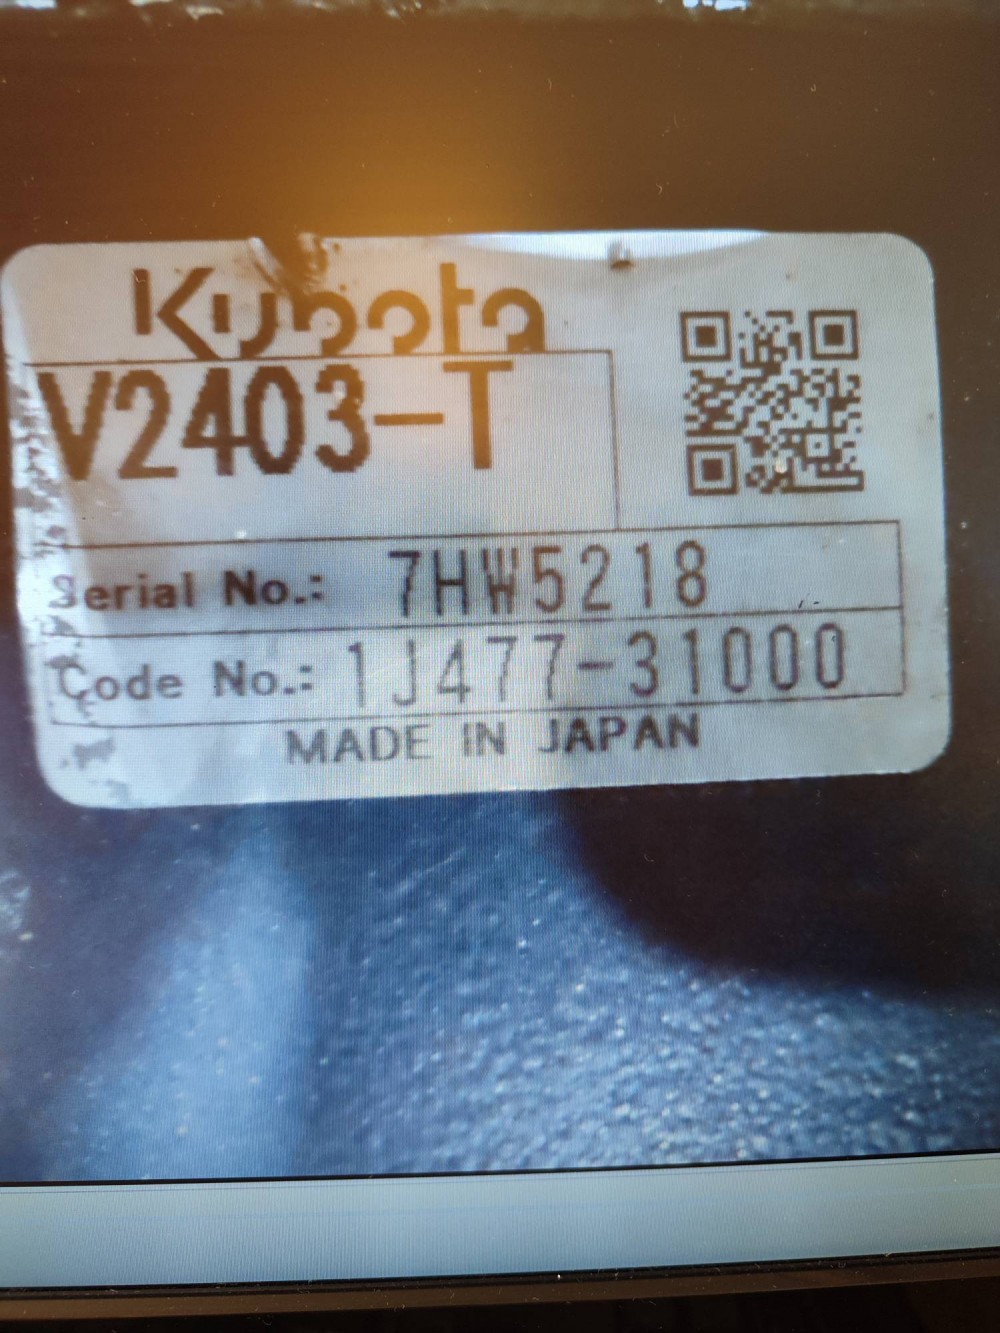 Kubota
V2403-T
Serial No.: 7HW5218
Code No.: 1J477-31000
MADE IN JAPAN